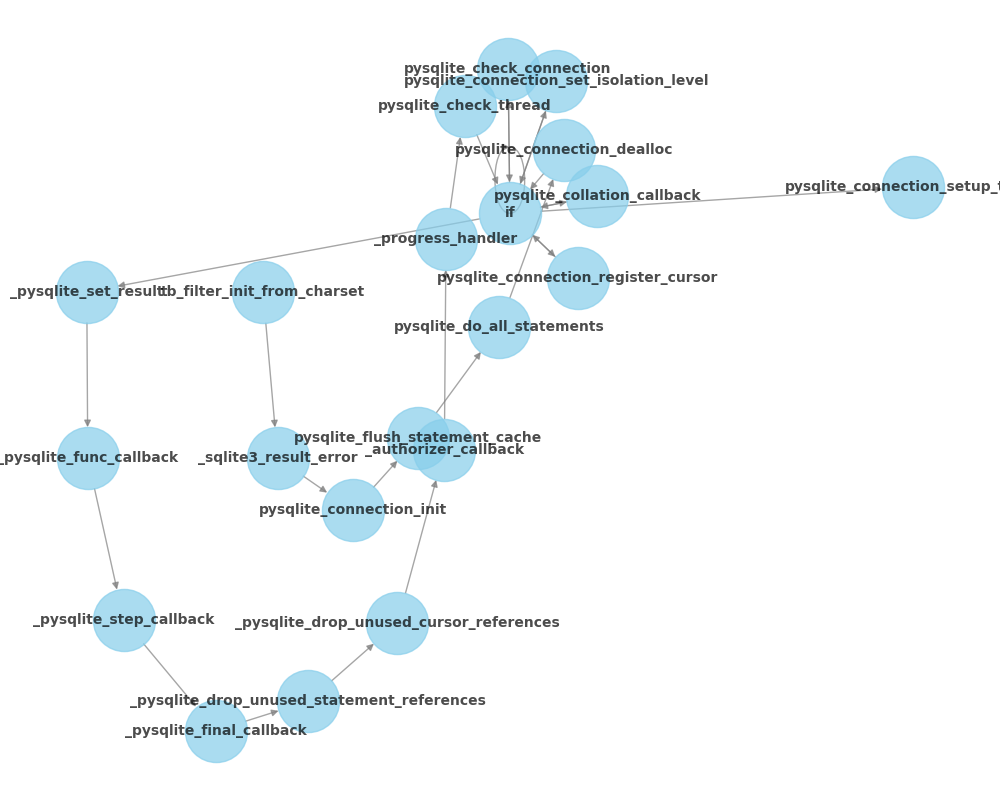 pysqlite_check_connection
pysqlite_connection_set_isolation_level
pysqlite_check_thread
pysqlite_connection_dealloc
pysqlite_connection_setup_t
pysqlite_collation_callback
if
_progress_handler
pysqlite_connection_register_cursor
_pysqlite_set_result
tb_filter_init_from_charset
pysqlite_do_all_statements
pysqlite_flush_statement_cache
_authorizer_callback
_pysqlite_func_callback
_sqlite3_result_error
pysqlite_connection_init
_pysqlite_step_callback
_pysqlite_drop_unused_cursor_references
_pysqlite_drop_unused_statement_references
_pysqlite_final_callback